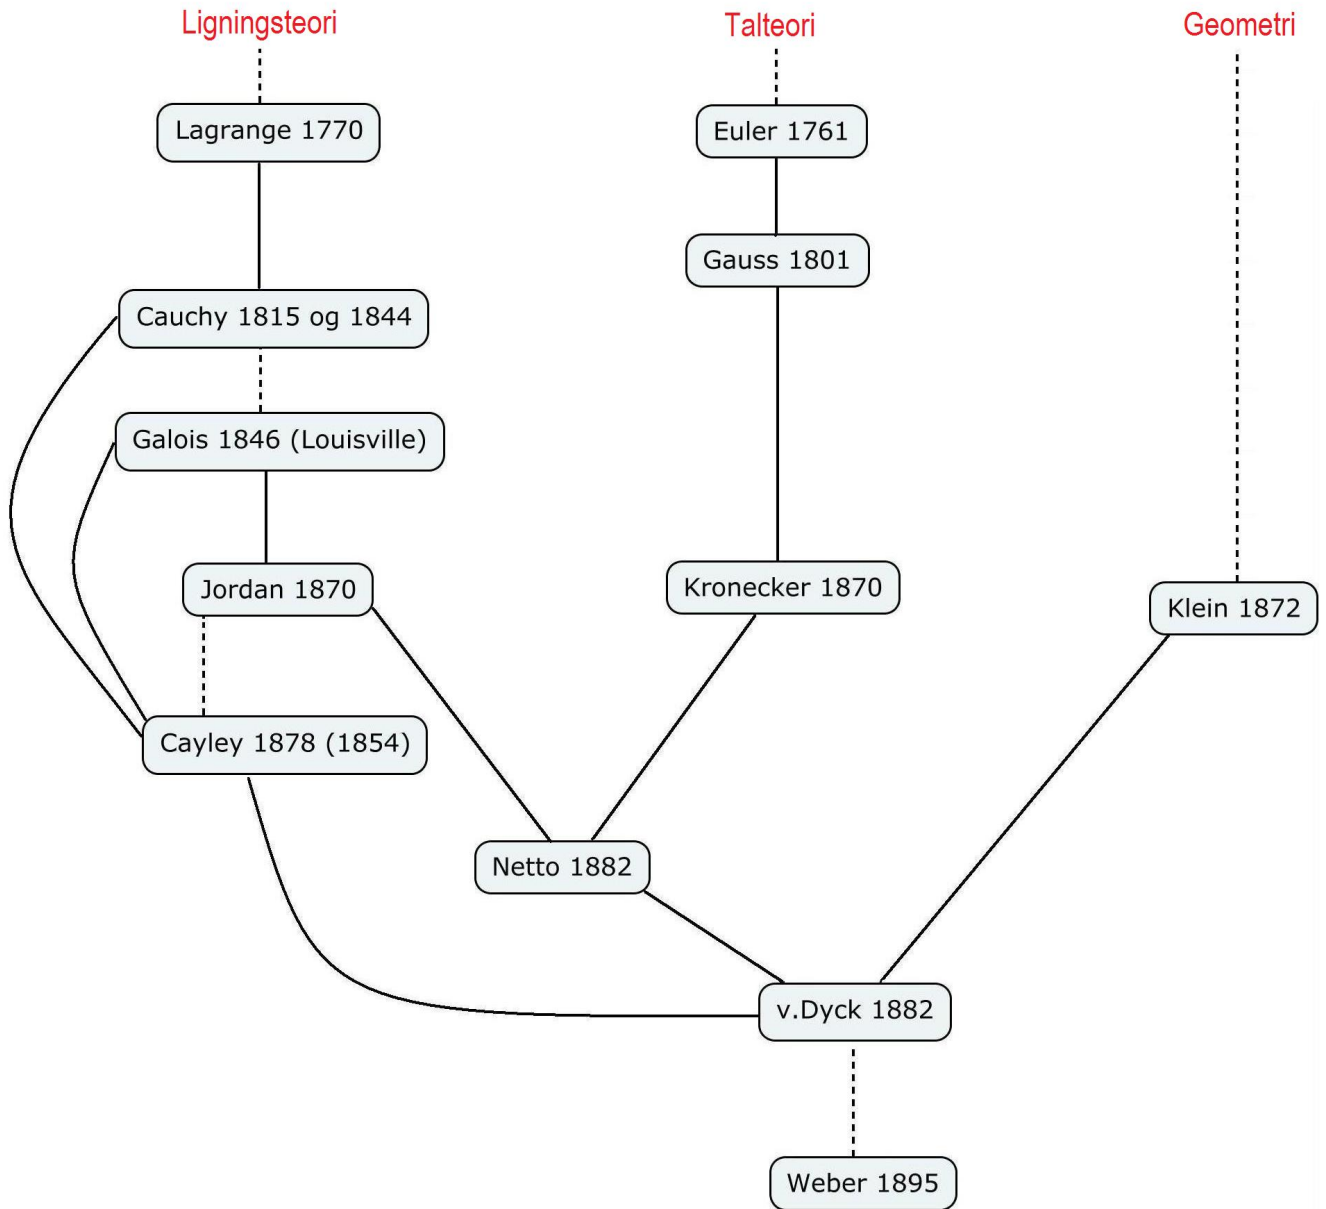 Ligningsteori
Talteori
Geometri
Lagrange 1770
Euler 1761
Gauss 1801
Cauchy 1815 og 1844
Galois 1846 (Louisville)
Jordan 1870
Kronecker 1870
Klein 1872
Cayley 1878 (1854)
Netto 1882
v.Dyck 1882
Weber 1895